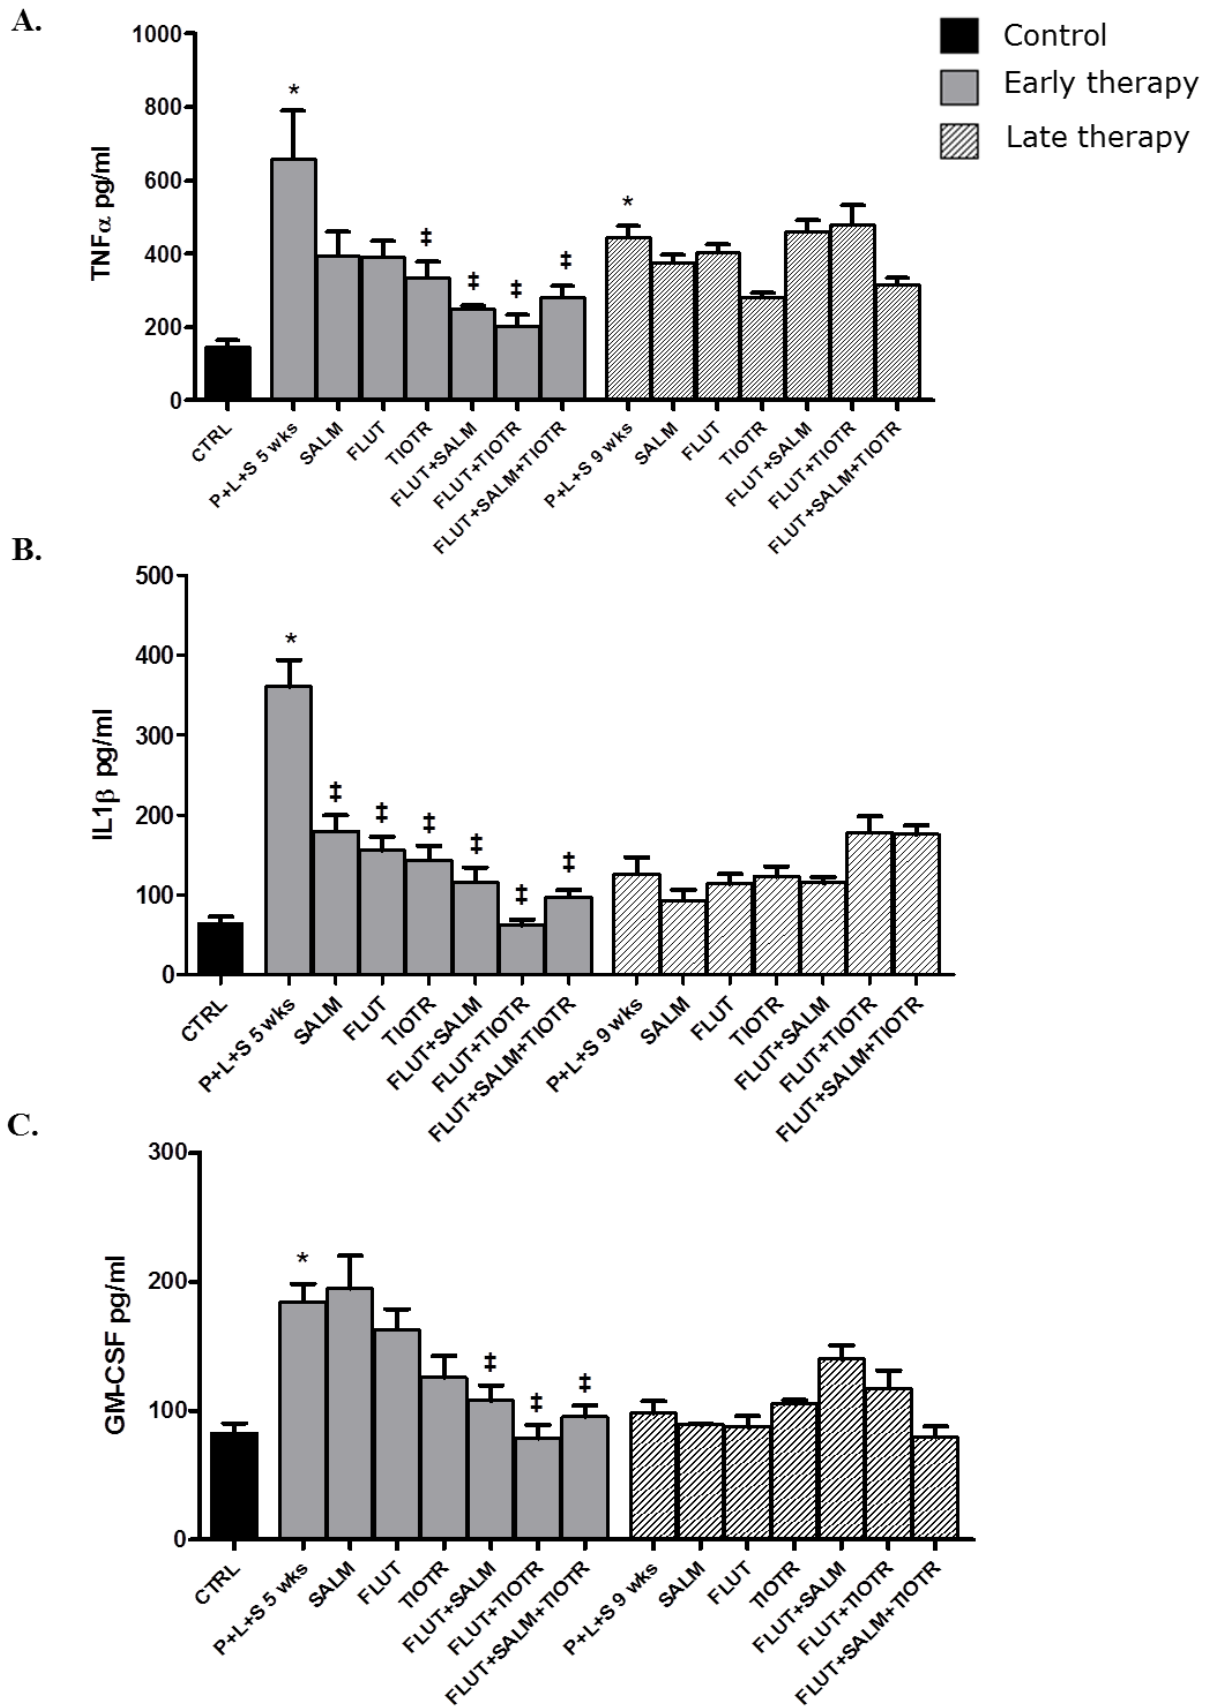 A.
Control
Early therapy
Late therapy
TNFα pg/ml
1000
800
600
400
200
0
*
‡
‡
‡
‡
*
CTRL
P+L+S 5 wks
SALM
FLUT
TIOTR
FLUT+SALM
FLUT+TIOTR
FLUT+SALM+TIOTR
P+L+S 9 wks
SALM
FLUT
TIOTR
FLUT+SALM
FLUT+TIOTR
FLUT+SALM+TIOTR
B.
IL1β pg/ml
500
400
300
200
100
0
*
‡
‡
‡
‡
‡
‡
CTRL
P+L+S 5 wks
SALM
FLUT
TIOTR
FLUT+SALM
FLUT+TIOTR
FLUT+SALM+TIOTR
P+L+S 9 wks
SALM
FLUT
TIOTR
FLUT+SALM
FLUT+TIOTR
FLUT+SALM+TIOTR
C.
GM-CSF pg/ml
300
200
100
0
*
‡
‡
‡
CTRL
P+L+S 5 wks
SALM
FLUT
TIOTR
FLUT+SALM
FLUT+TIOTR
FLUT+SALM+TIOTR
P+L+S 9 wks
SALM
FLUT
TIOTR
FLUT+SALM
FLUT+TIOTR
FLUT+SALM+TIOTR